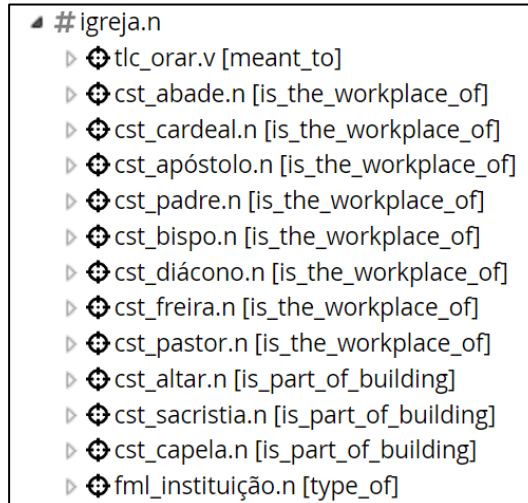 #igreja.n
tlc_orar.v [meant_to]
cst_abade.n [is_the_workplace_of]
cst_cardeal.n [is_the_workplace_of]
cst_apóstolo.n [is_the_workplace_of]
cst_padre.n [is_the_workplace_of]
cst_bispo.n [is_the_workplace_of]
cst_diácono.n [is_the_workplace_of]
cst_freira.n [is_the_workplace_of]
cst_pastor.n [is_the_workplace_of]
cst_altar.n [is_part_of_building]
cst_sacristia.n [is_part_of_building]
cst_capela.n [is_part_of_building]
fml_instituição.n [type_of]